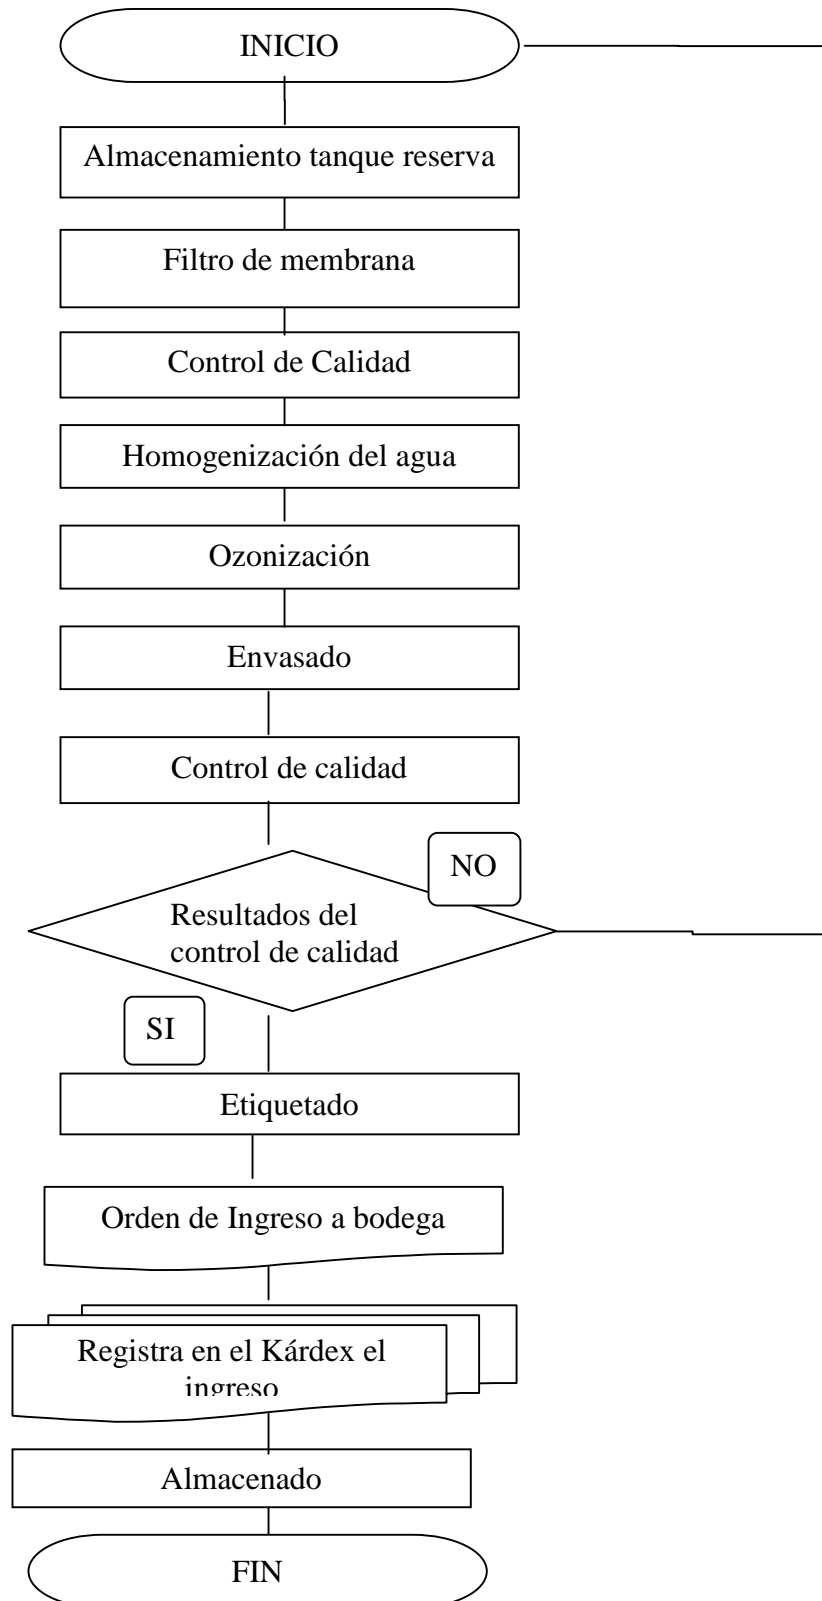 INICIO
Almacenamiento tanque reserva
Filtro de membrana
Control de Calidad
Homogenización del agua
Ozonización
Envasado
Control de calidad
NO
Resultados del
control de calidad
SI
Etiquetado
Orden de Ingreso a bodega
Registra en el Kárdex el
ingreso
Almacenado
FIN